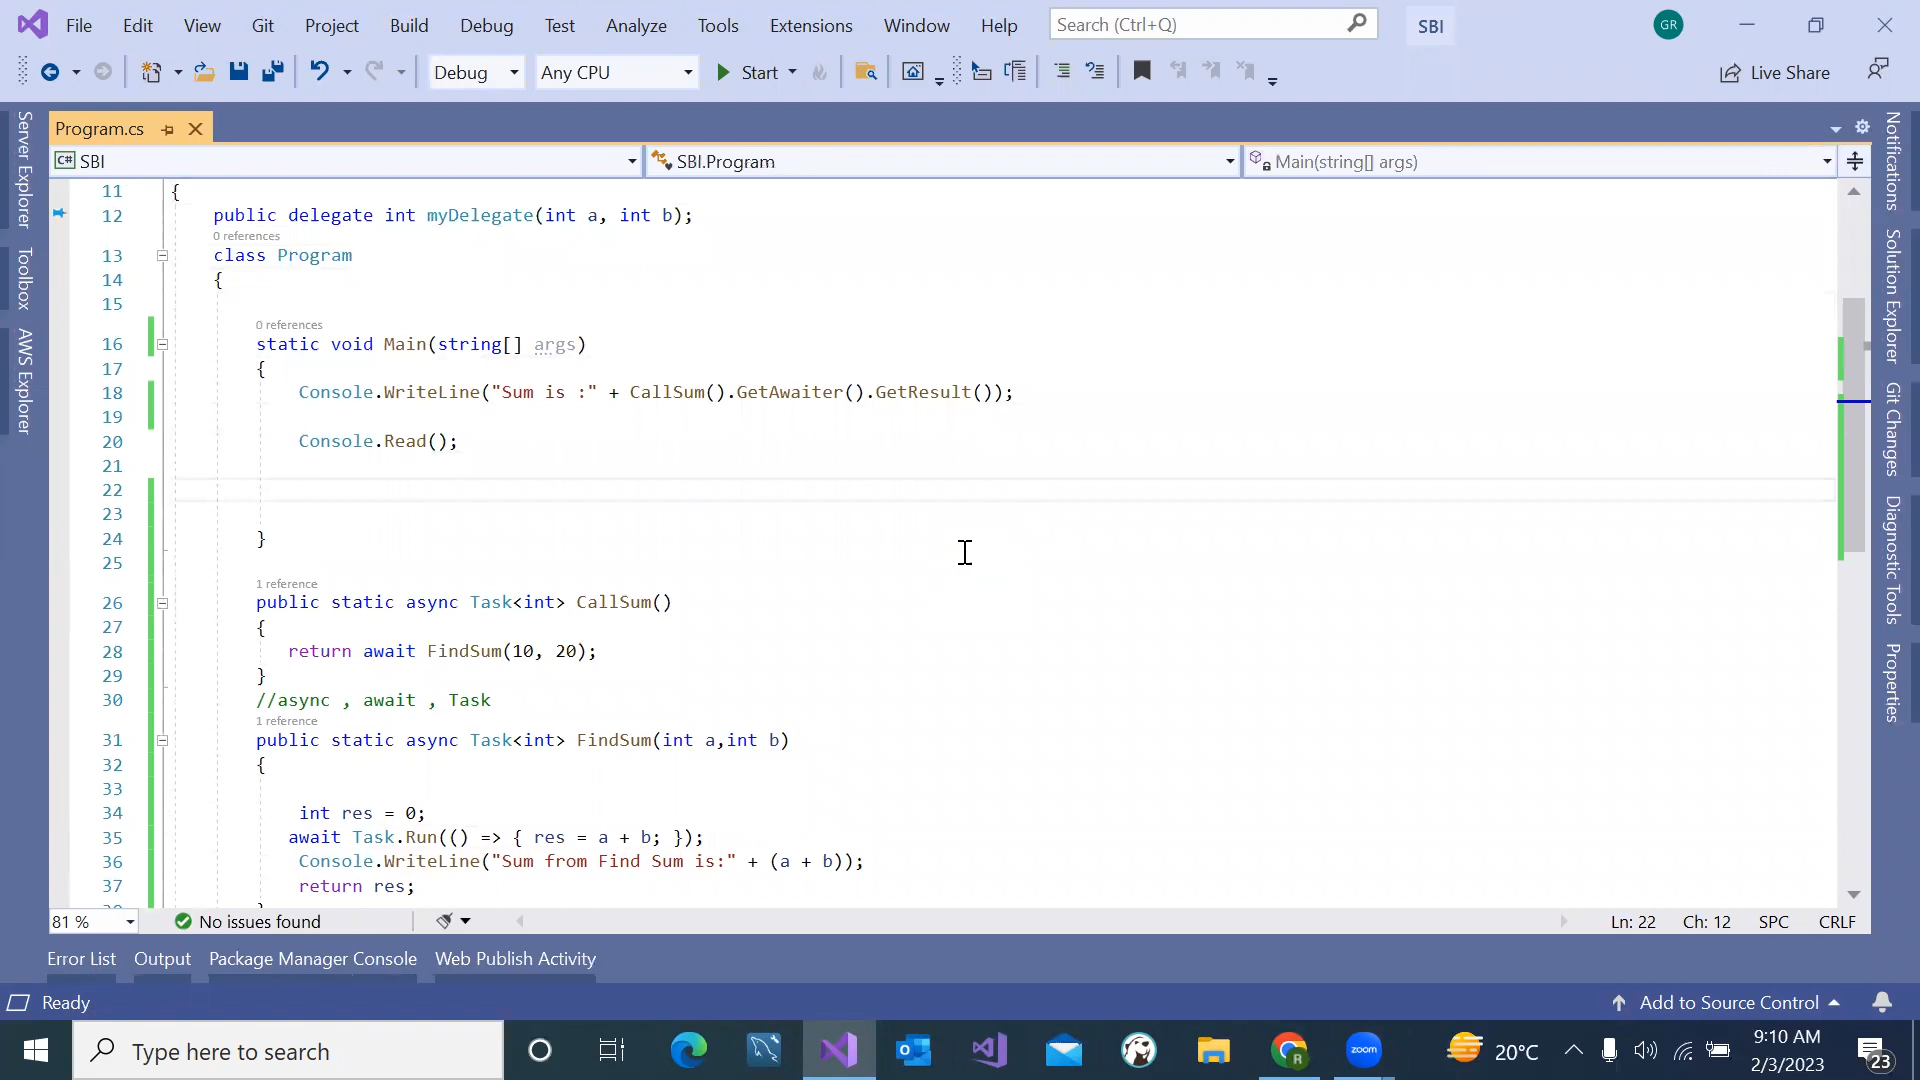 File Edit View Git Project Build Debug Test Analyze Tools Extensions Window Help Search (Ctrl+Q) SBI GR
Debug Any CPU Start Live Share
Program.cs
C# SBI SBI.Program Main(string[] args)
11 {
12 public delegate int myDelegate(int a, int b);
0 references
13 class Program
14 {
15
0 references
16 static void Main(string[] args)
17 {
18 Console.WriteLine("Sum is :" + CallSum().GetAwaiter().GetResult());
19
20 Console.Read();
21
22
23
24 }
25
1 reference
26 public static async Task<int> CallSum()
27 {
28 return await FindSum(10, 20);
29 }
30 //async , await , Task
1 reference
31 public static async Task<int> FindSum(int a,int b)
32 {
33
34 int res = 0;
35 await Task.Run(() => { res = a + b; });
36 Console.WriteLine("Sum from Find Sum is:" + (a + b));
37 return res;
Server Explorer
Toolbox
AWS Explorer
Notifications
Solution Explorer
Git Changes
Diagnostic Tools
Properties
81 % No issues found Ln: 22 Ch: 12 SPC CRLF
Error List Output Package Manager Console Web Publish Activity
Ready Add to Source Control
Type here to search zoom R 20°C 9:10 AM
2/3/2023 23